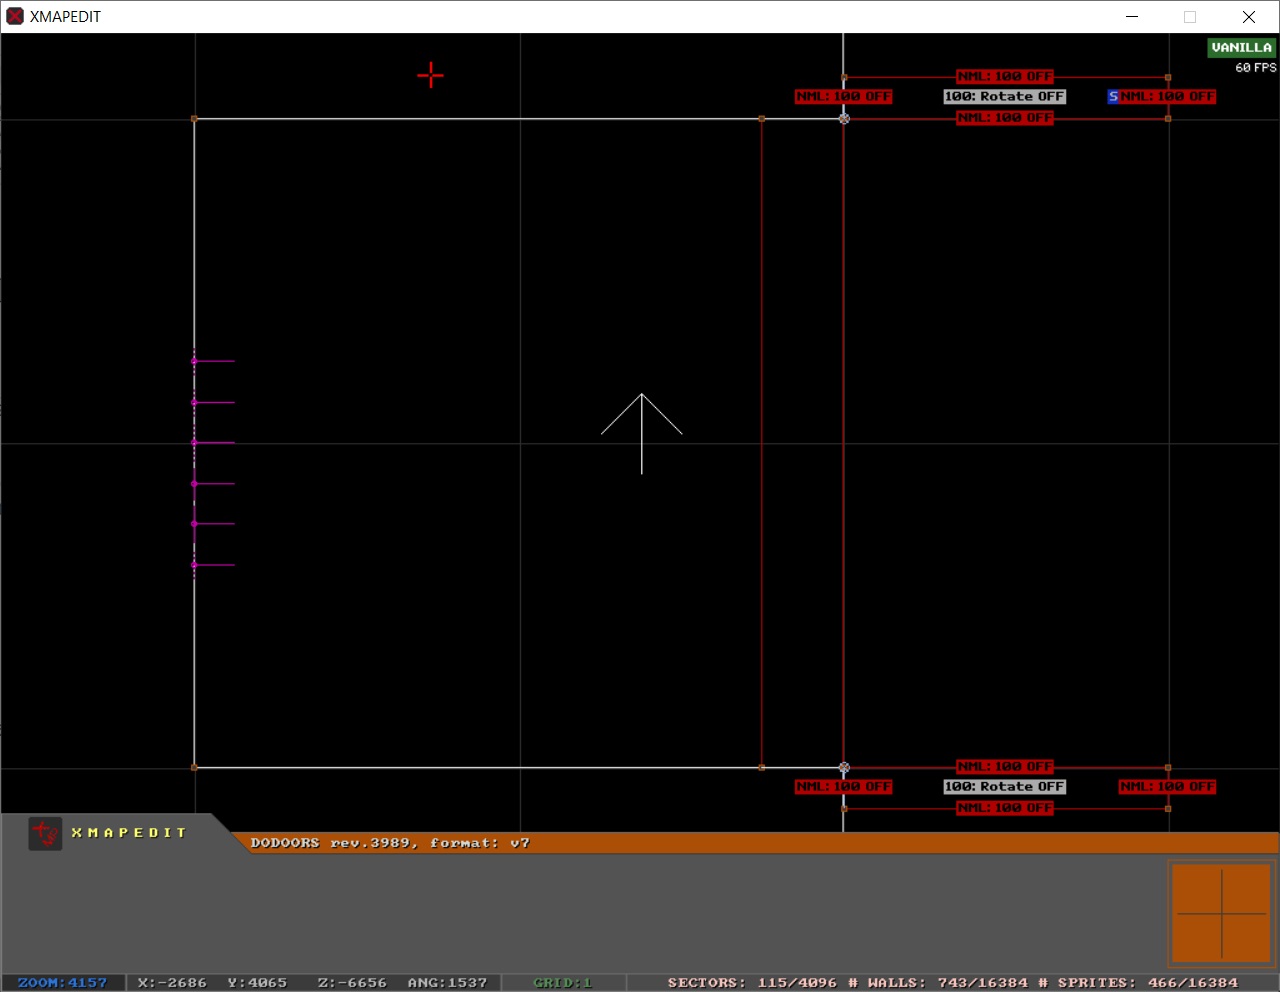 XMAPEDIT
VANILLA
60 FPS
NML: 100 OFF
NML: 100 OFF 100: Rotate OFF S NML: 100 OFF
NML: 100 OFF
NML: 100 OFF
NML: 100 OFF 100: Rotate OFF NML: 100 OFF
NML: 100 OFF
XMAPEDIT
DODOORS rev.3989, format: v7
ZOOM:4157 X:-2686 Y:4065 Z:-6656 ANG:1537 GRID:1 SECTORS: 115/4096 # WALLS: 743/16384 # SPRITES: 466/16384